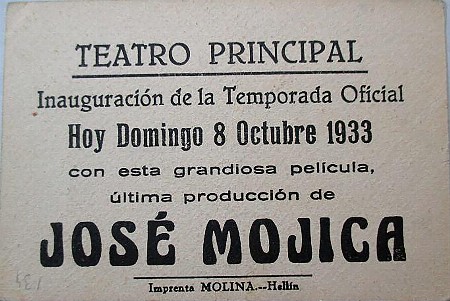 TEATRO PRINCIPAL
Inauguración de la Temporada Oficial
Hoy Domingo 8 Octubre 1933
con esta grandiosa película,
última producción de
JOSÉ MOJICA
Imprenta MOLINA.--Hellín